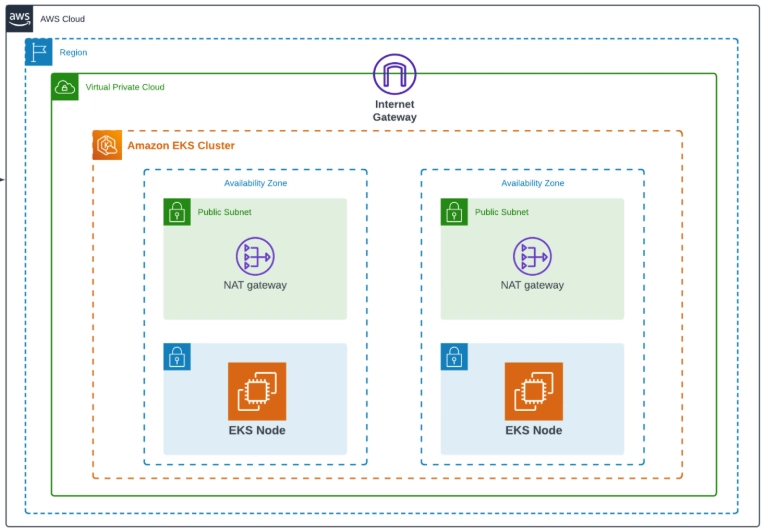 aws
AWS Cloud
Region
Virtual Private Cloud
Internet
Gateway
Amazon EKS Cluster
Availability Zone
Availability Zone
Public Subnet
Public Subnet
NAT gateway
NAT gateway
EKS Node
EKS Node